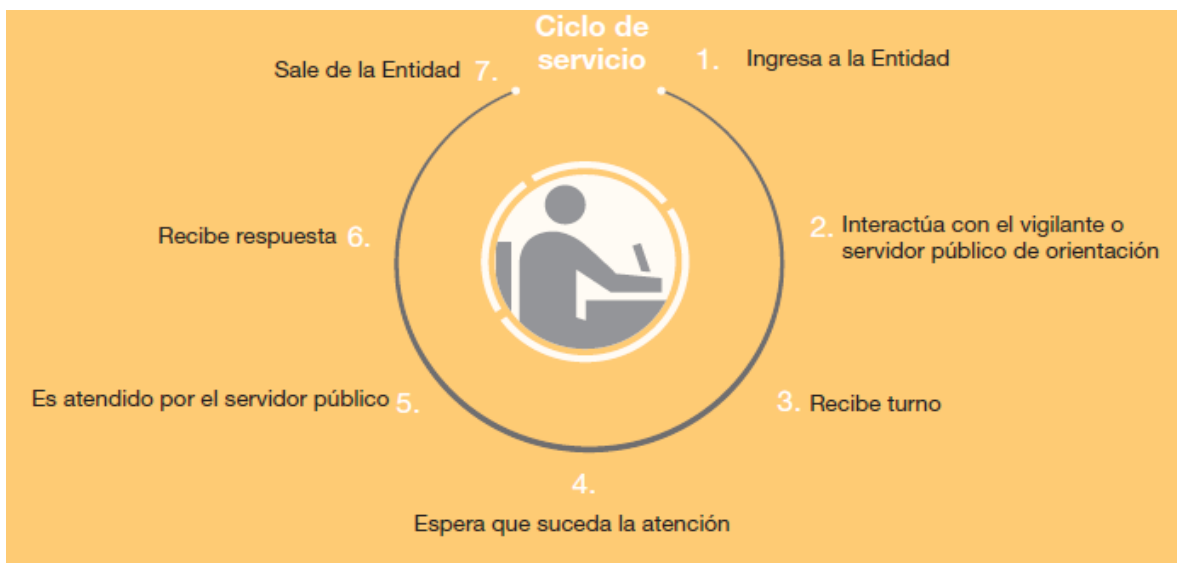 Ciclo de
servicio
1. Ingresa a la Entidad
2. Interactúa con el vigilante o
servidor público de orientación
3. Recibe turno
4.
Espera que suceda la atención
Es atendido por el servidor público 5.
Recibe respuesta 6.
Sale de la Entidad 7.